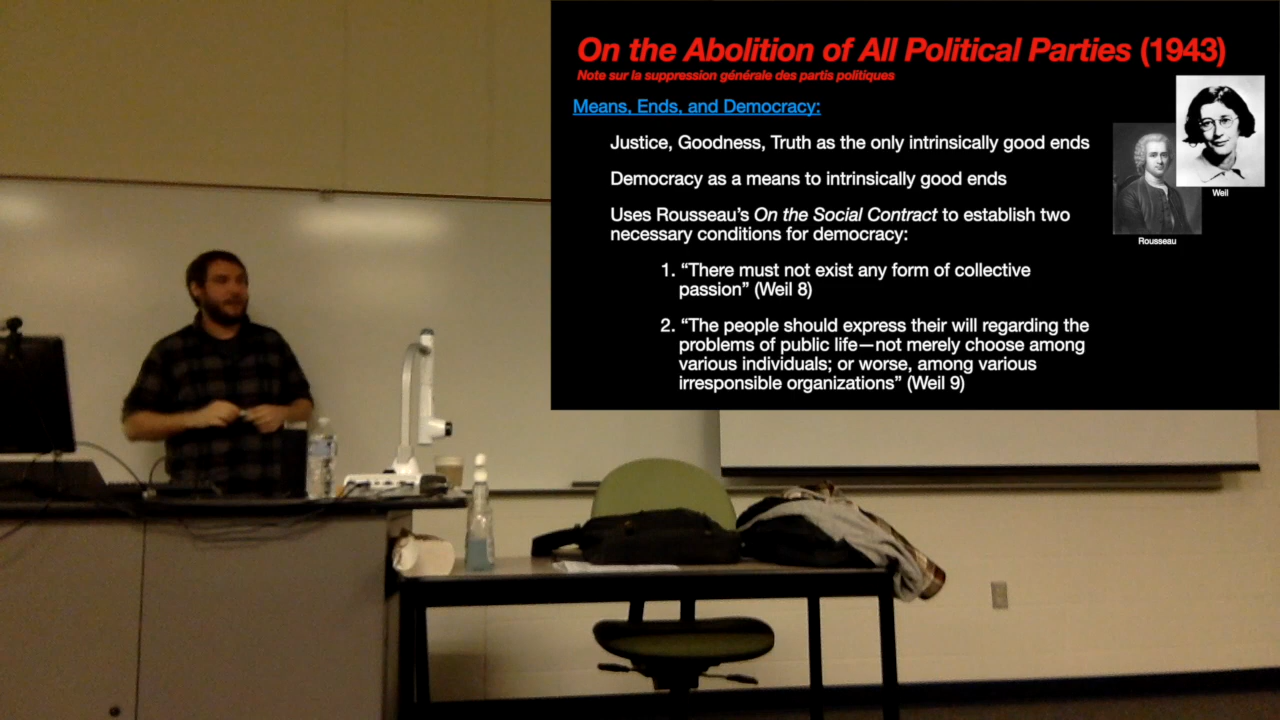 On the Abolition of All Political Parties (1943)
Note sur la suppression générale des partis politiques
Means, Ends, and Democracy:
Justice, Goodness, Truth as the only intrinsically good ends
Democracy as a means to intrinsically good ends
Uses Rousseau’s On the Social Contract to establish two
necessary conditions for democracy:
1. “There must not exist any form of collective
passion” (Weil 8)
2. “The people should express their will regarding the
problems of public life—not merely choose among
various individuals; or worse, among various
irresponsible organizations” (Weil 9)
Weil
Rousseau